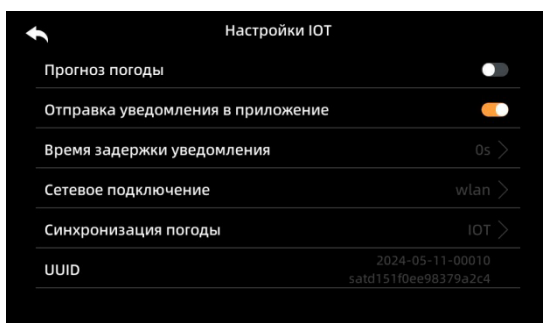 Настройки IOT
Прогноз погоды
Отправка уведомления в приложение
Время задержки уведомления 0s
Сетевое подключение wlan
Синхронизация погоды IOT
2024-05-11-00010
UUID
satd151f0ee98379a2c4